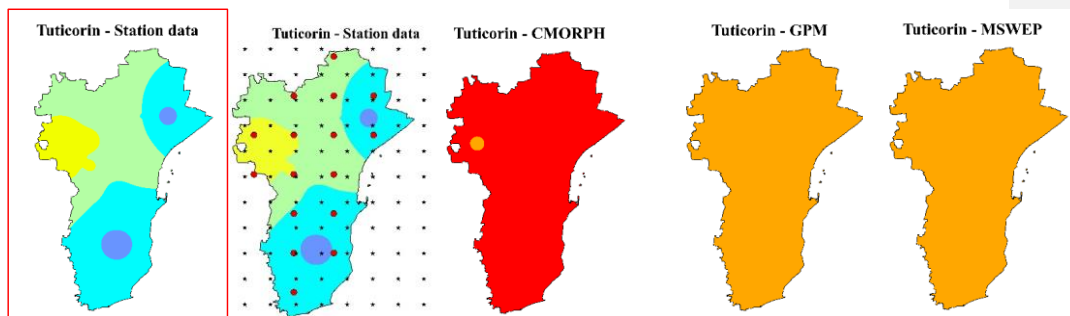 Tuticorin - Station data
Tuticorin - Station data
Tuticorin - CMORPH
Tuticorin - GPM
Tuticorin - MSWEP